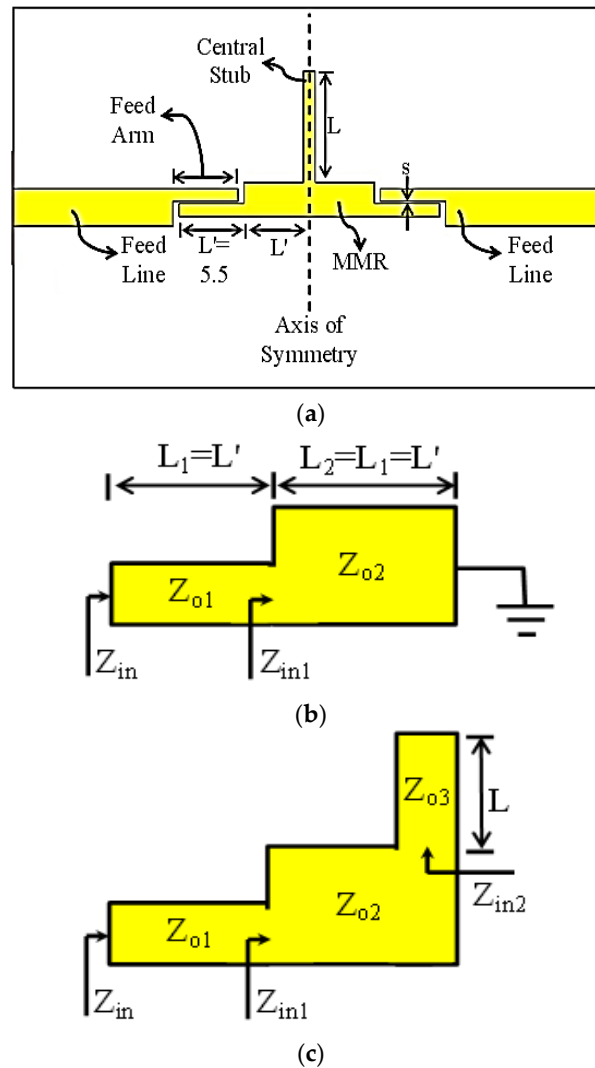 Central
Stub
Feed
Arm
L
s
L'=
5.5
L'
MMR
Feed
Line
Feed
Line
Axis of
Symmetry
(a)
L₁=L'
L₂=L₁=L'
Zₒ₁
Zₒ₂
Zᵢₙ
Zᵢₙ₁
(b)
Zₒ₃
L
Zₒ₂
Zᵢₙ₂
Zₒ₁
Zᵢₙ
Zᵢₙ₁
(c)